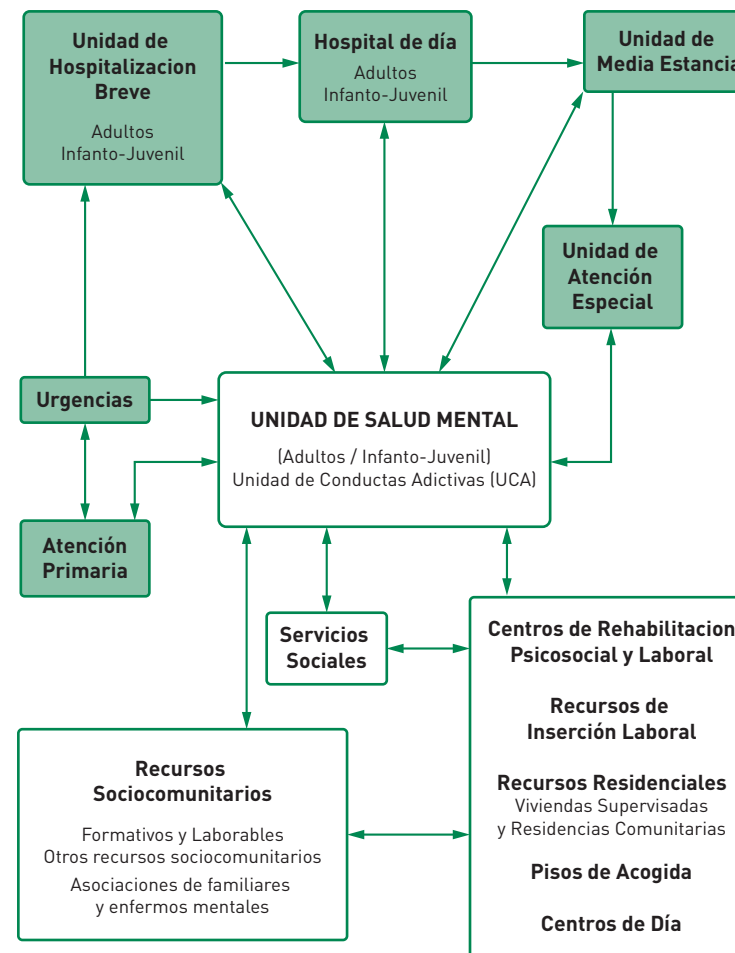 Unidad de
Hospitalizacion
Breve
Adultos
Infanto-Juvenil
Hospital de día
Adultos
Infanto-Juvenil
Unidad de
Media Estancia
Unidad de
Atención
Especial
Urgencias
UNIDAD DE SALUD MENTAL
(Adultos / Infanto-Juvenil)
Unidad de Conductas Adictivas (UCA)
Atención
Primaria
Servicios
Sociales
Centros de Rehabilitacion
Psicosocial y Laboral
Recursos de
Inserción Laboral
Recursos Residenciales
Viviendas Supervisadas
y Residencias Comunitarias
Pisos de Acogida
Centros de Día
Recursos
Sociocomunitarios
Formativos y Laborables
Otros recursos sociocomunitarios
Asociaciones de familiares
y enfermos mentales